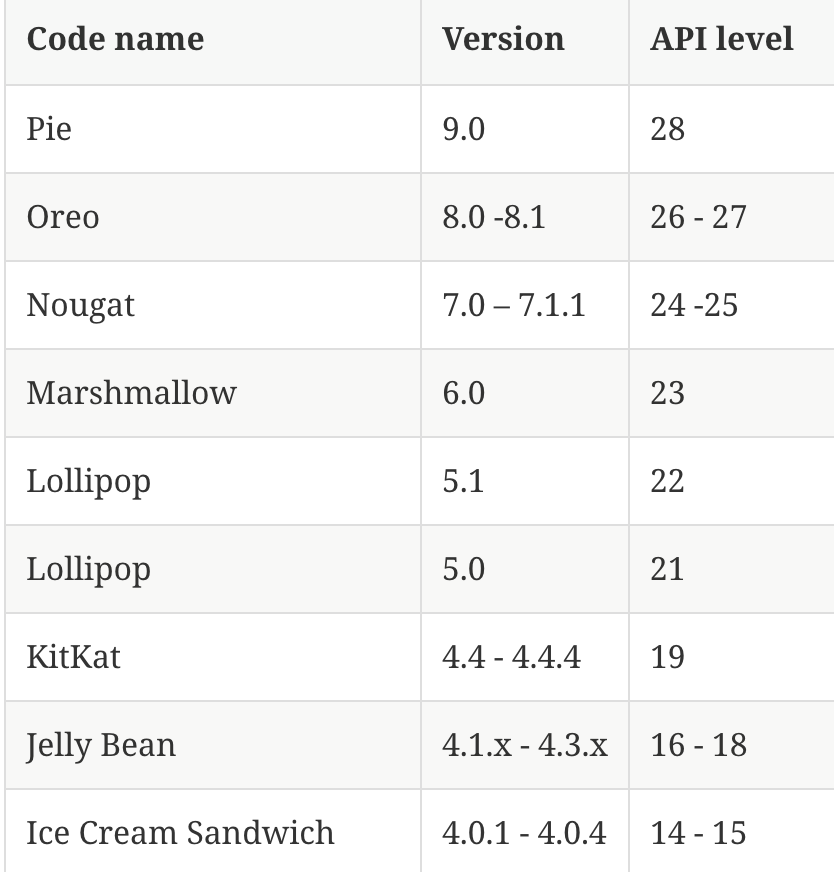 Code name Version API level
Pie 9.0 28
Oreo 8.0 -8.1 26 - 27
Nougat 7.0 – 7.1.1 24 -25
Marshmallow 6.0 23
Lollipop 5.1 22
Lollipop 5.0 21
KitKat 4.4 - 4.4.4 19
Jelly Bean 4.1.x - 4.3.x 16 - 18
Ice Cream Sandwich 4.0.1 - 4.0.4 14 - 15